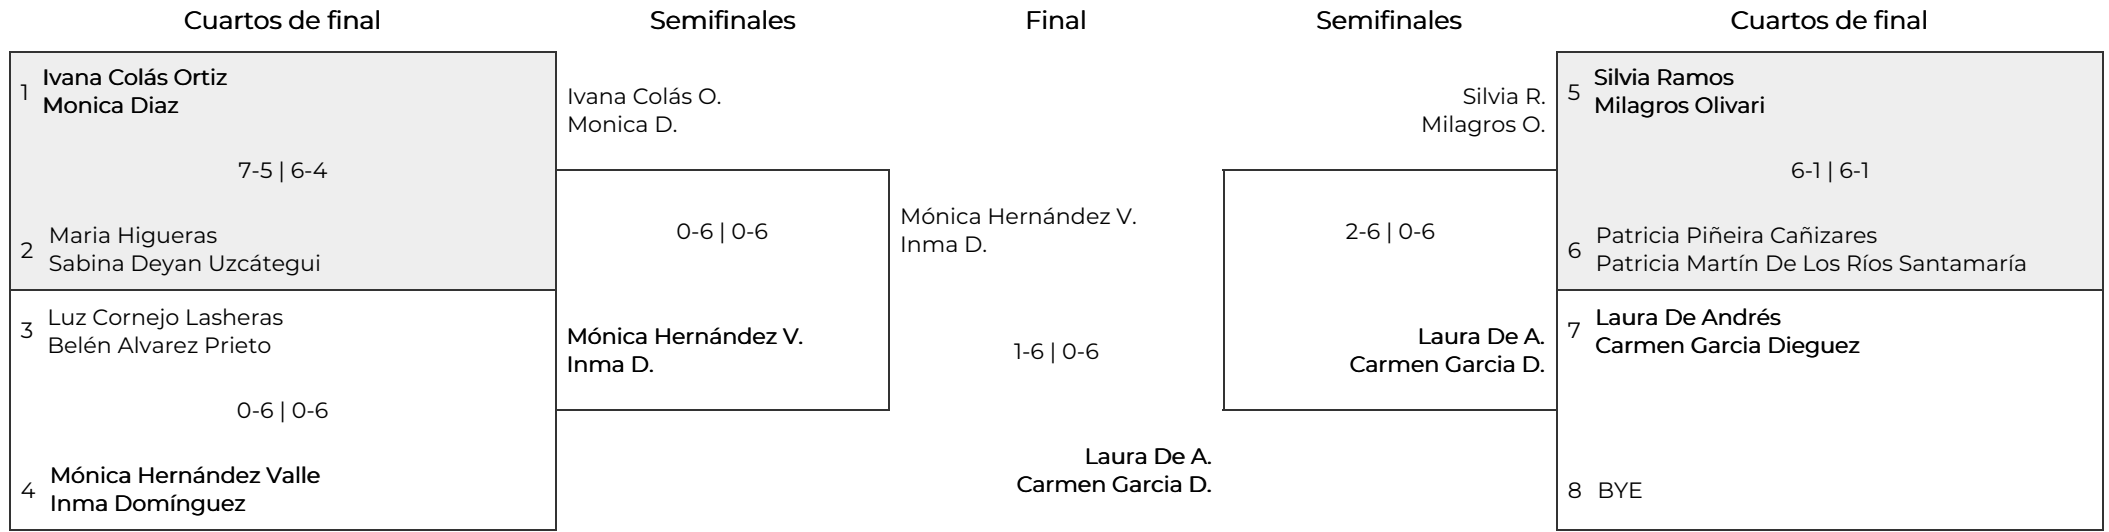 Cuartos de final
Semifinales
Final
Semifinales
Cuartos de final
1
Ivana Colás Ortiz
Monica Diaz
7-5 | 6-4
2
Maria Higueras
Sabina Deyan Uzcátegui
3
Luz Cornejo Lasheras
Belén Alvarez Prieto
0-6 | 0-6
4
Mónica Hernández Valle
Inma Domínguez
Ivana Colás O.
Monica D.
0-6 | 0-6
Mónica Hernández V.
Inma D.
Mónica Hernández V.
Inma D.
1-6 | 0-6
Laura De A.
Carmen Garcia D.
Silvia R.
Milagros O.
2-6 | 0-6
Laura De A.
Carmen Garcia D.
5
Silvia Ramos
Milagros Olivari
6-1 | 6-1
6
Patricia Piñeira Cañizares
Patricia Martín De Los Ríos Santamaría
7
Laura De Andrés
Carmen Garcia Dieguez
8 BYE